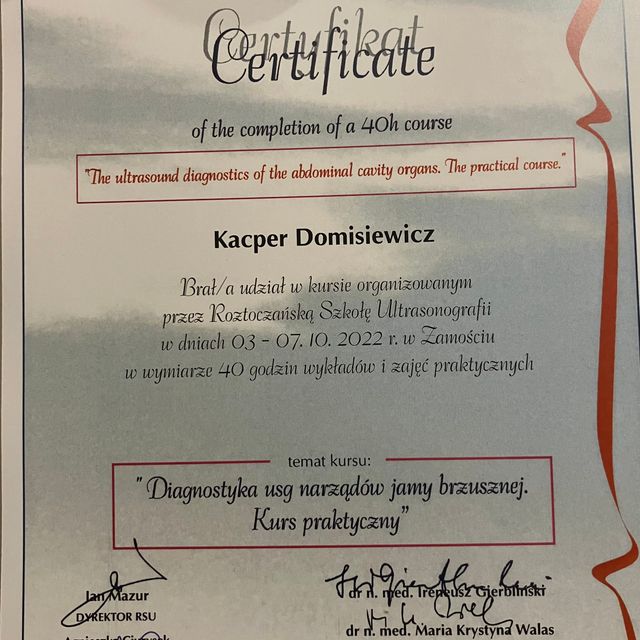 Certyfikat
Certificate
of the completion of a 40h course
"The ultrasound diagnostics of the abdominal cavity organs. The practical course."
Kacper Domisiewicz
Brał/a udział w kursie organizowanym
przez Roztoczańską Szkołę Ultrasonografii
w dniach 03 - 07. 10. 2022 r. w Zamościu
w wymiarze 40 godzin wykładów i zajęć praktycznych
temat kursu:
"Diagnostyka usg narządów jamy brzusznej.
Kurs praktyczny"
Jan Mazur
DYREKTOR RSU
dr n. med. Ireneusz Gierbliński
dr n. med. Maria Krystyna Walas